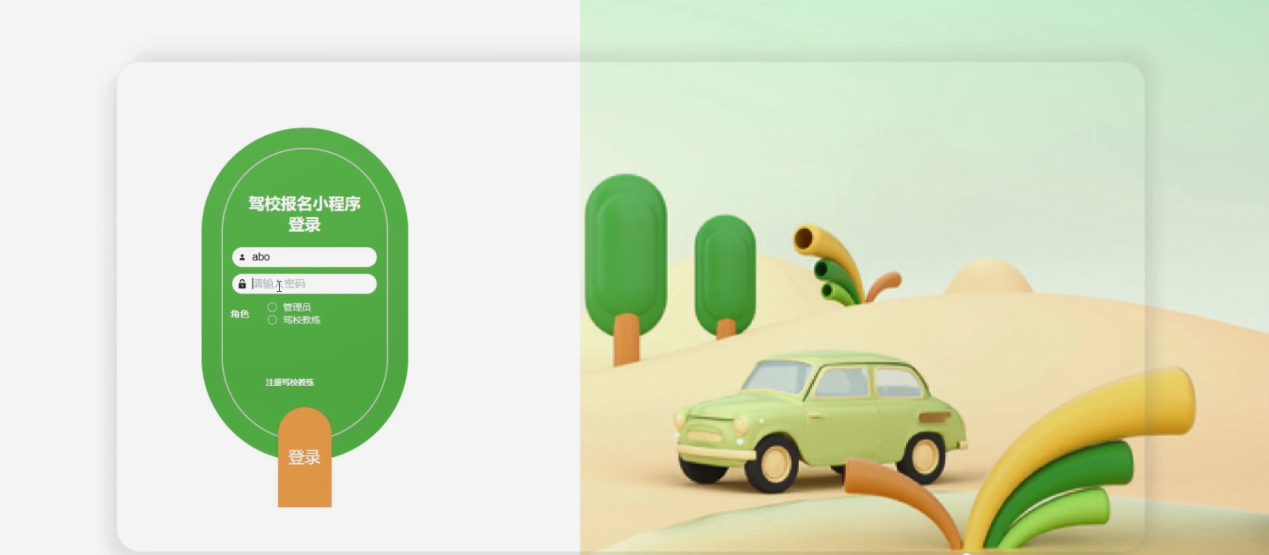 驾校报名小程序
登录
abo
请输入密码
角色
管理员
驾校教练
注册驾校教练
登录